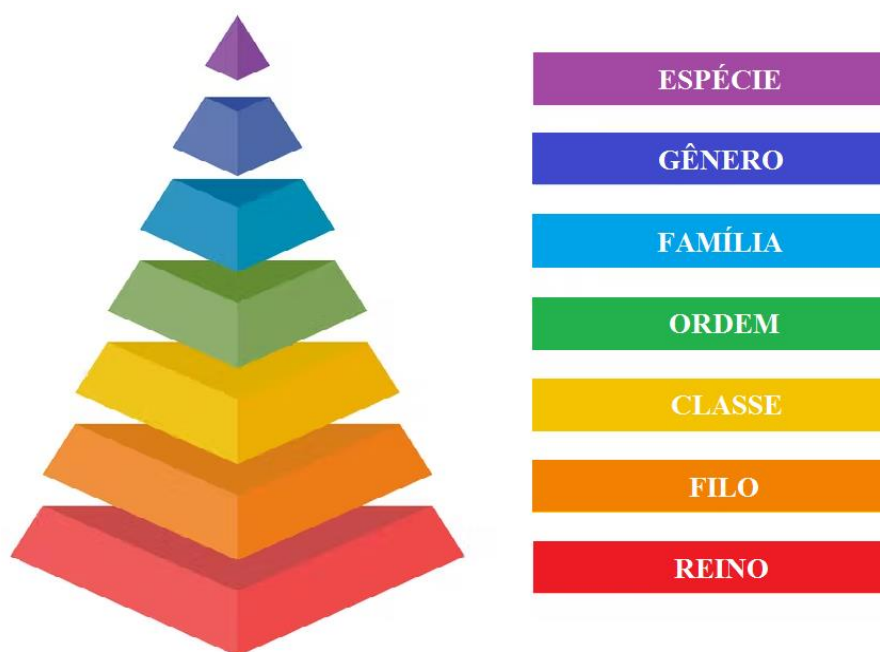 ESPÉCIE
GÊNERO
FAMÍLIA
ORDEM
CLASSE
FILO
REINO